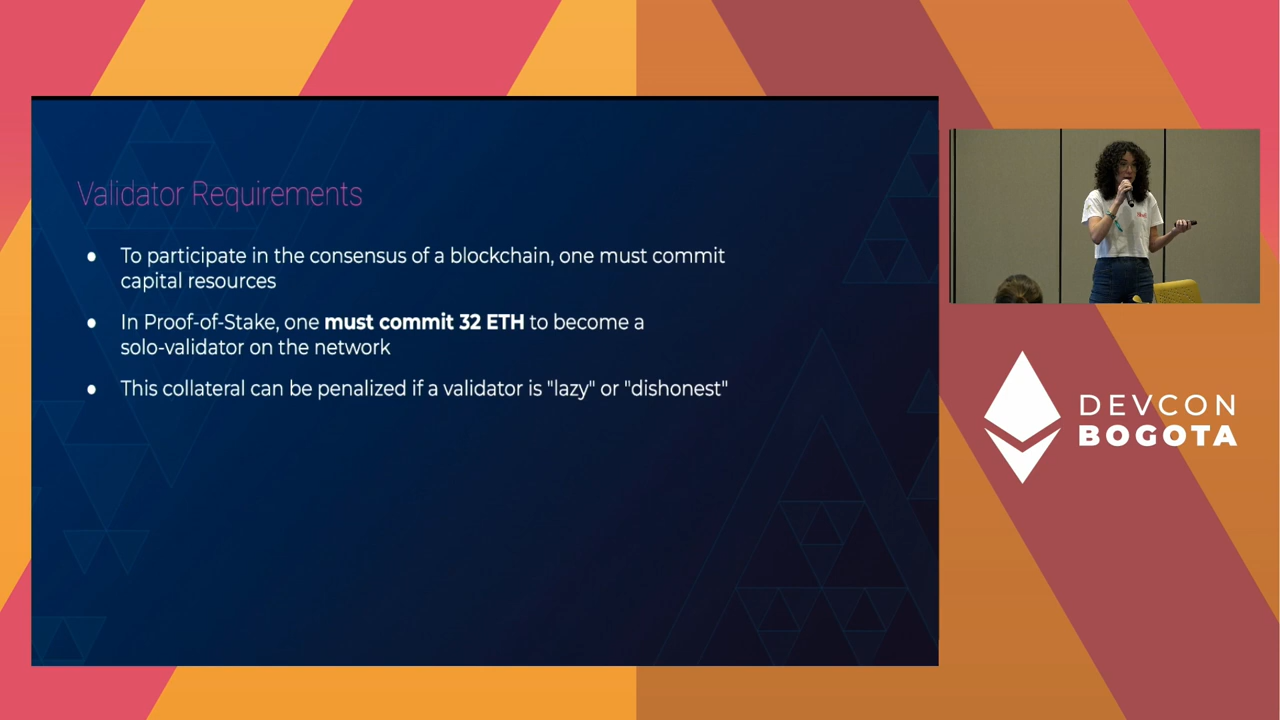 Validator Requirements
● To participate in the consensus of a blockchain, one must commit
capital resources
● In Proof-of-Stake, one must commit 32 ETH to become a
solo-validator on the network
● This collateral can be penalized if a validator is "lazy" or "dishonest"
DEVCON
BOGOTA